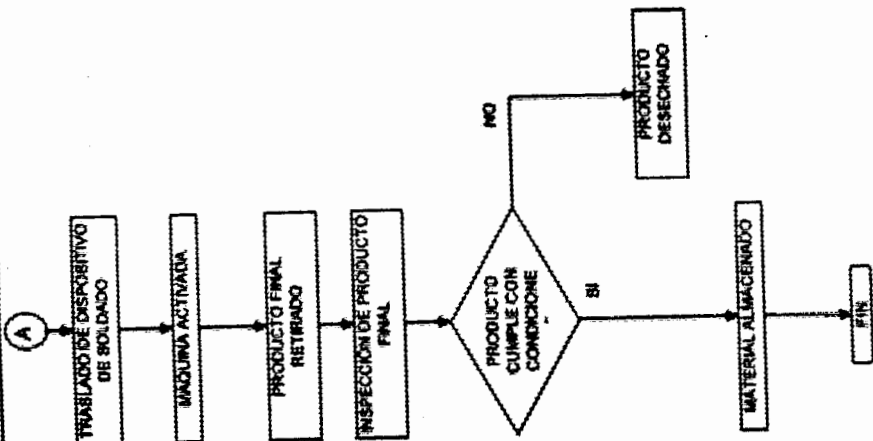 A
TRASLADO DE DISPOSITIVO
DE SOLDADO
MAQUINA ACTIVADA
PRODUCTO FINAL
RETIRADO
INSPECCIÓN DE PRODUCTO
FINAL
PRODUCTO
CUMPLE CON
CONDICIONE
NO
PRODUCTO
DESECHADO
SI
MATERIAL ALMACENADO
FIN